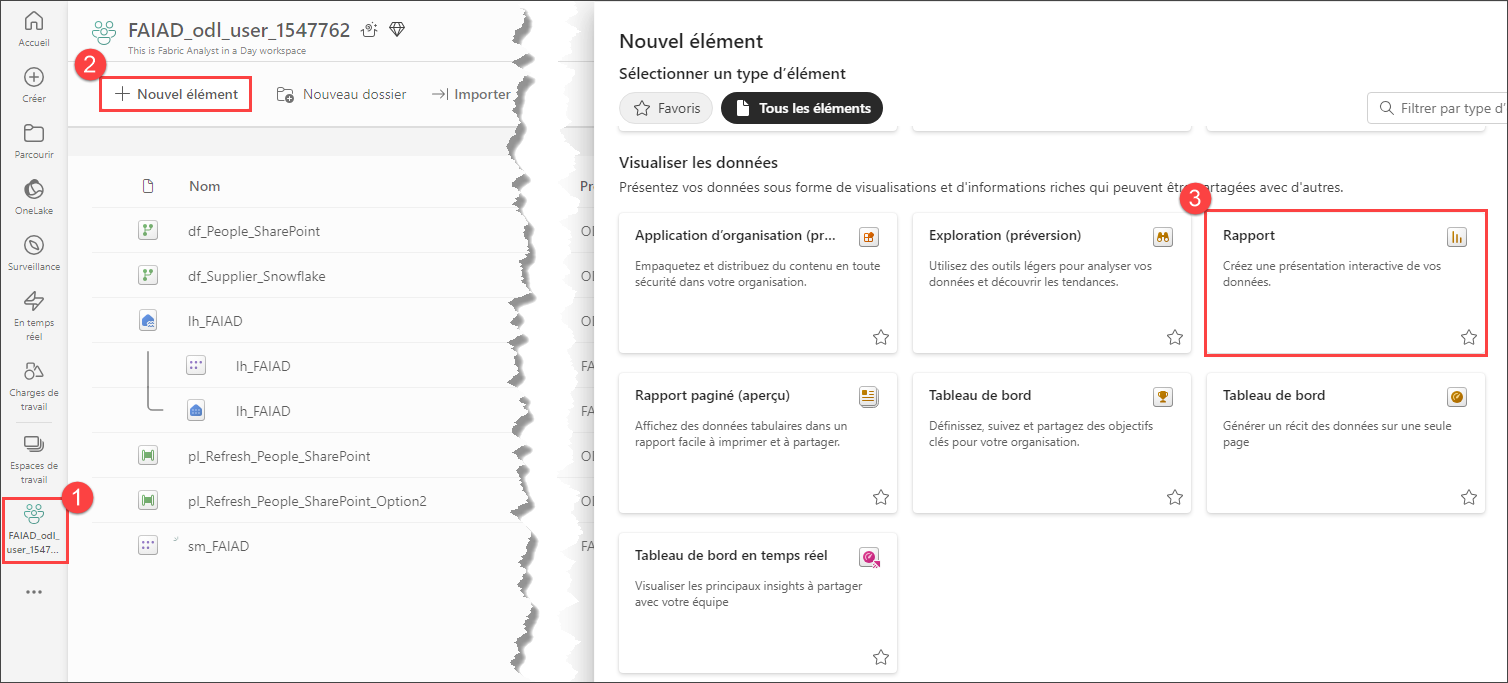 Accueil
Créer
Parcourir
OneLake
Surveillance
En temps
réel
Charges de
travail
Espaces de
travail
1
FAIAD_odl_
user_1547...
FAIAD_odl_user_1547762
This is Fabric Analyst in a Day workspace
2
Nouvel élément
Nouveau dossier
Importer
Nom
df_People_SharePoint
df_Supplier_Snowflake
lh_FAIAD
lh_FAIAD
lh_FAIAD
pl_Refresh_People_SharePoint
pl_Refresh_People_SharePoint_Option2
sm_FAIAD
FA
FA
FA
Nouvel élément
Sélectionner un type d'élément
Favoris
Tous les éléments
Filtrer par type d'
Visualiser les données
Présentez vos données sous forme de visualisations et d'informations riches qui peuvent être partagées avec d'autres.
Application d'organisation (pr...
Empaquetez et distribuez du contenu en toute
sécurité dans votre organisation.
Exploration (préversion)
Utilisez des outils légers pour analyser vos
données et découvrir les tendances.
3
Rapport
Créez une présentation interactive de vos
données.
Rapport paginé (aperçu)
Affichez des données tabulaires dans un
rapport facile à imprimer et à partager.
Tableau de bord
Définissez, suivez et partagez des objectifs
clés pour votre organisation.
Tableau de bord
Générer un récit des données sur une seule
page
Tableau de bord en temps réel
Visualiser les principaux insights à partager
avec votre équipe